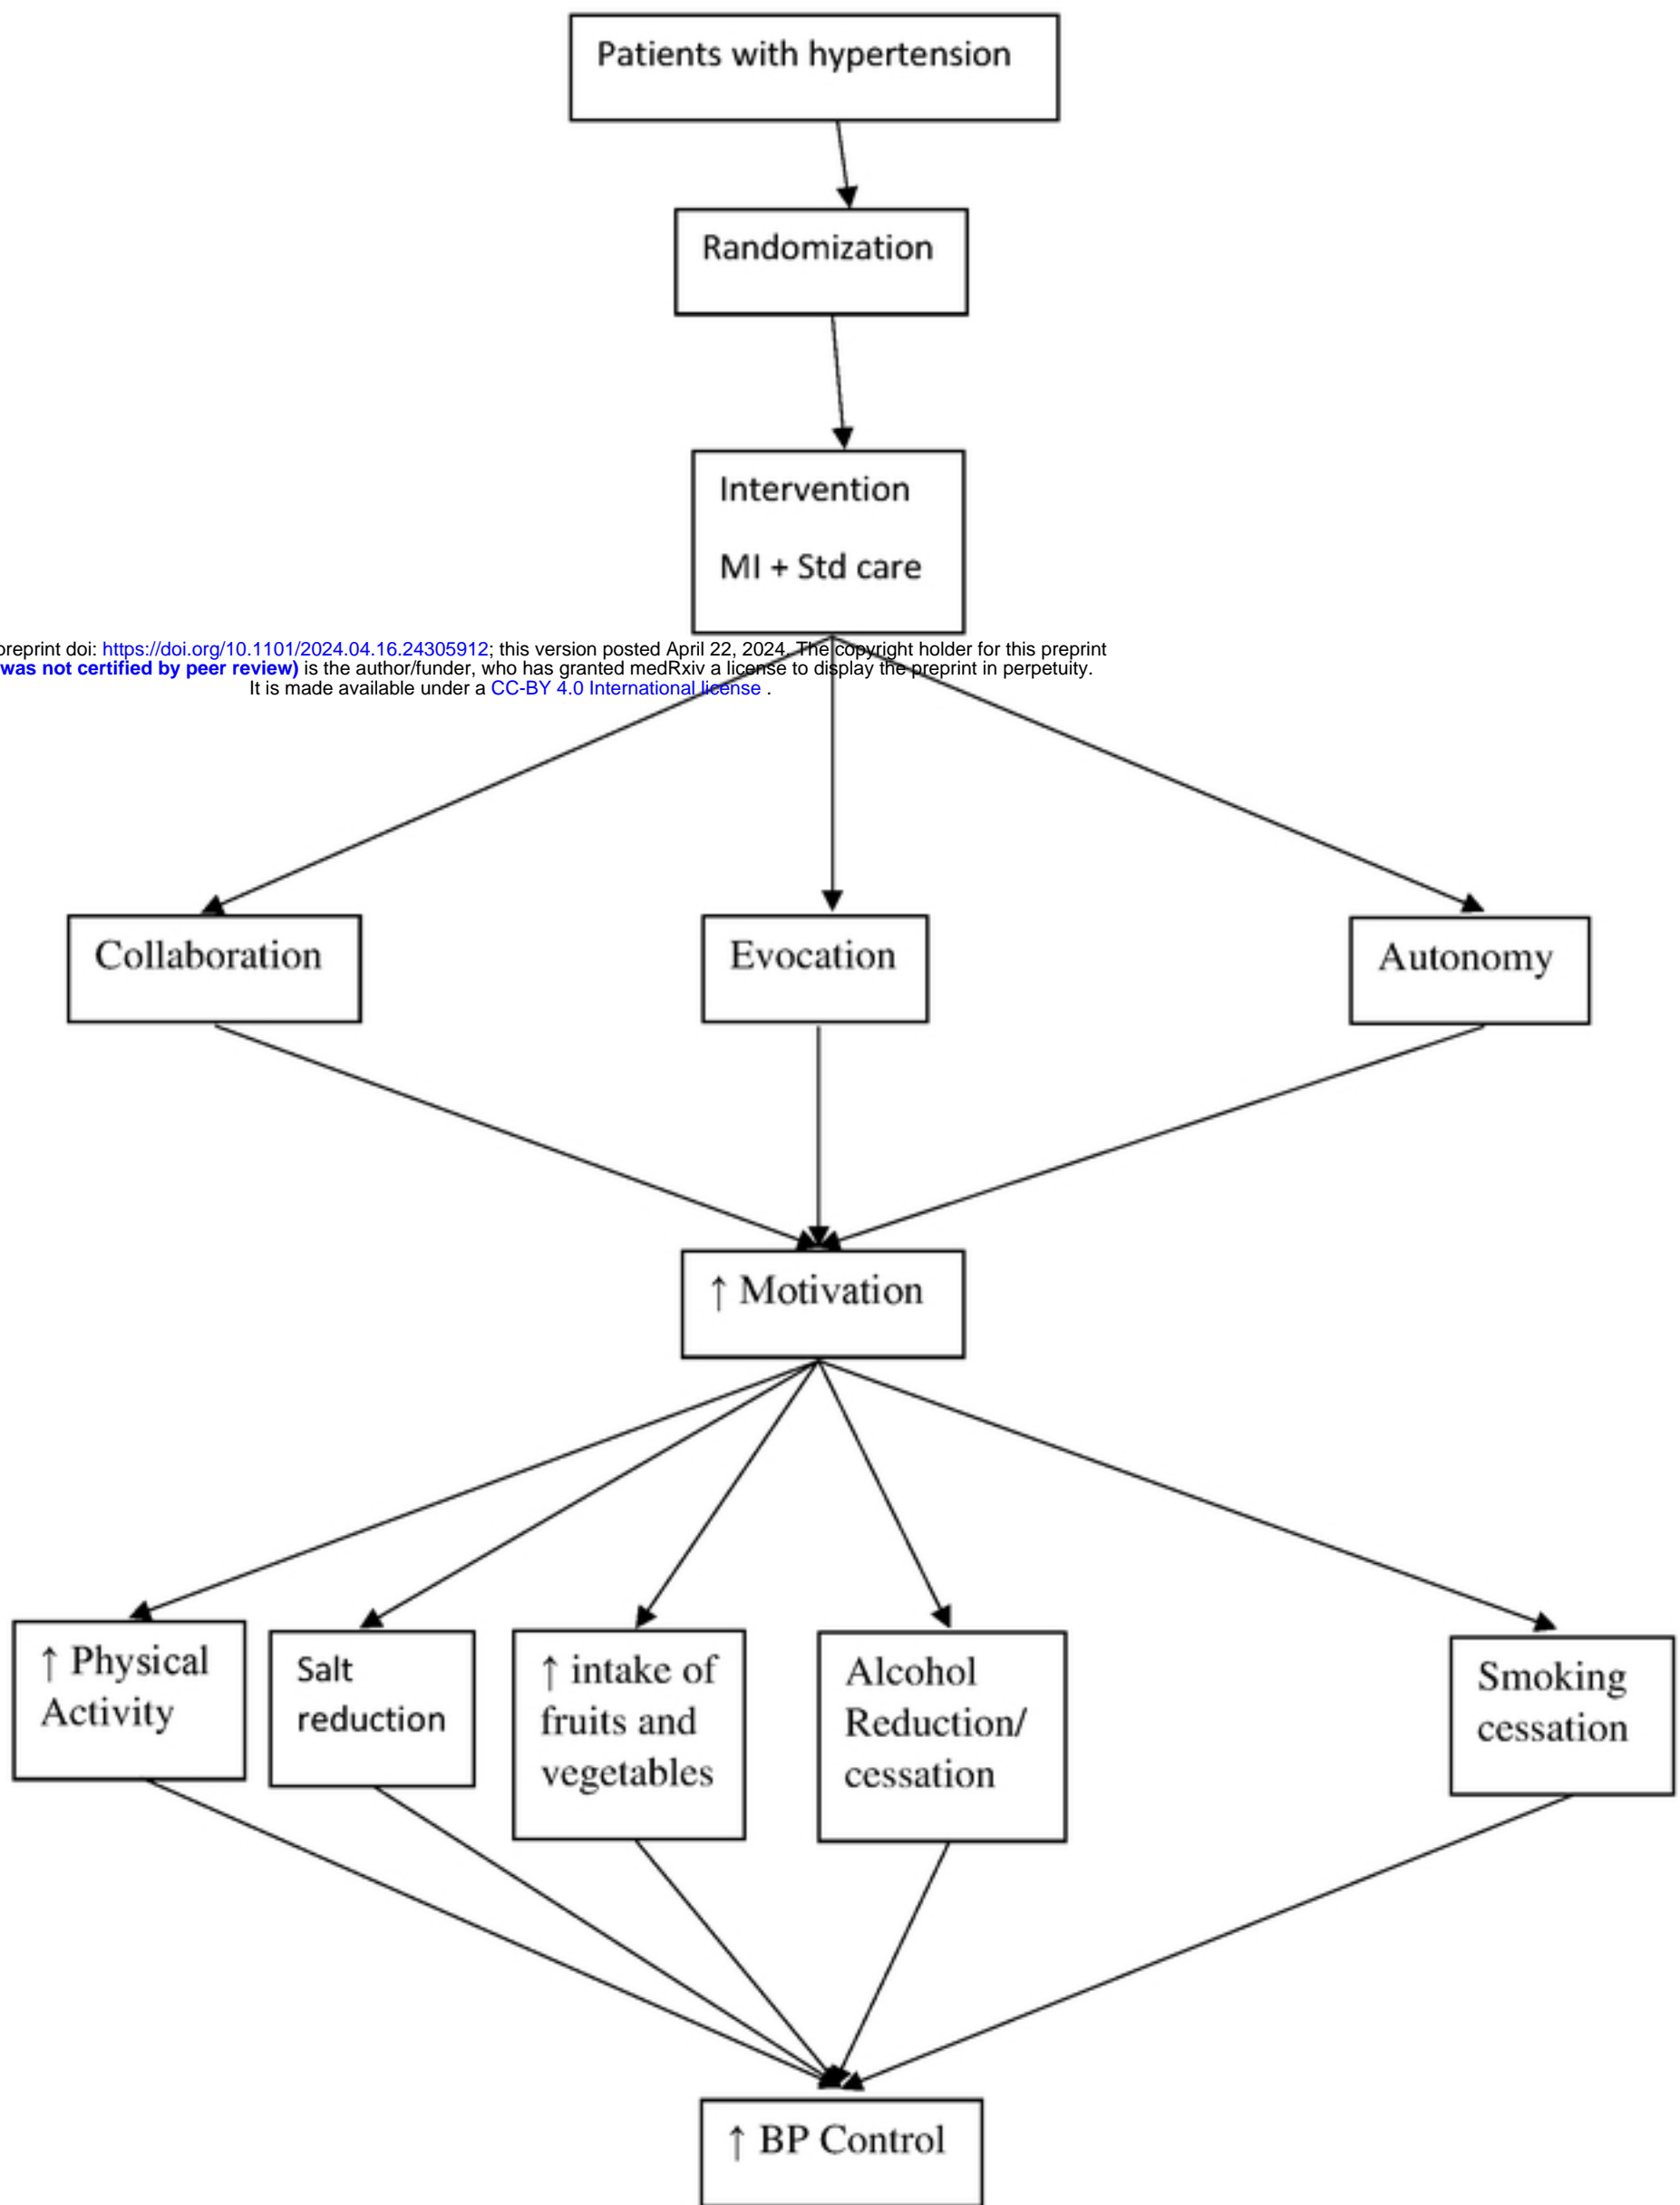 Patients with hypertension
Randomization
Intervention
MI + Std care
preprint doi: https://doi.org/10.1101/2024.04.16.24305912; this version posted April 22, 2024. The copyright holder for this preprint
was not certified by peer review) is the author/funder, who has granted medRxiv a license to display the preprint in perpetuity.
It is made available under a CC-BY 4.0 International license .
Collaboration
Evocation
Autonomy
↑ Motivation
↑ Physical
Activity
Salt
reduction
↑ intake of
fruits and
vegetables
Alcohol
Reduction/
cessation
Smoking
cessation
↑ BP Control